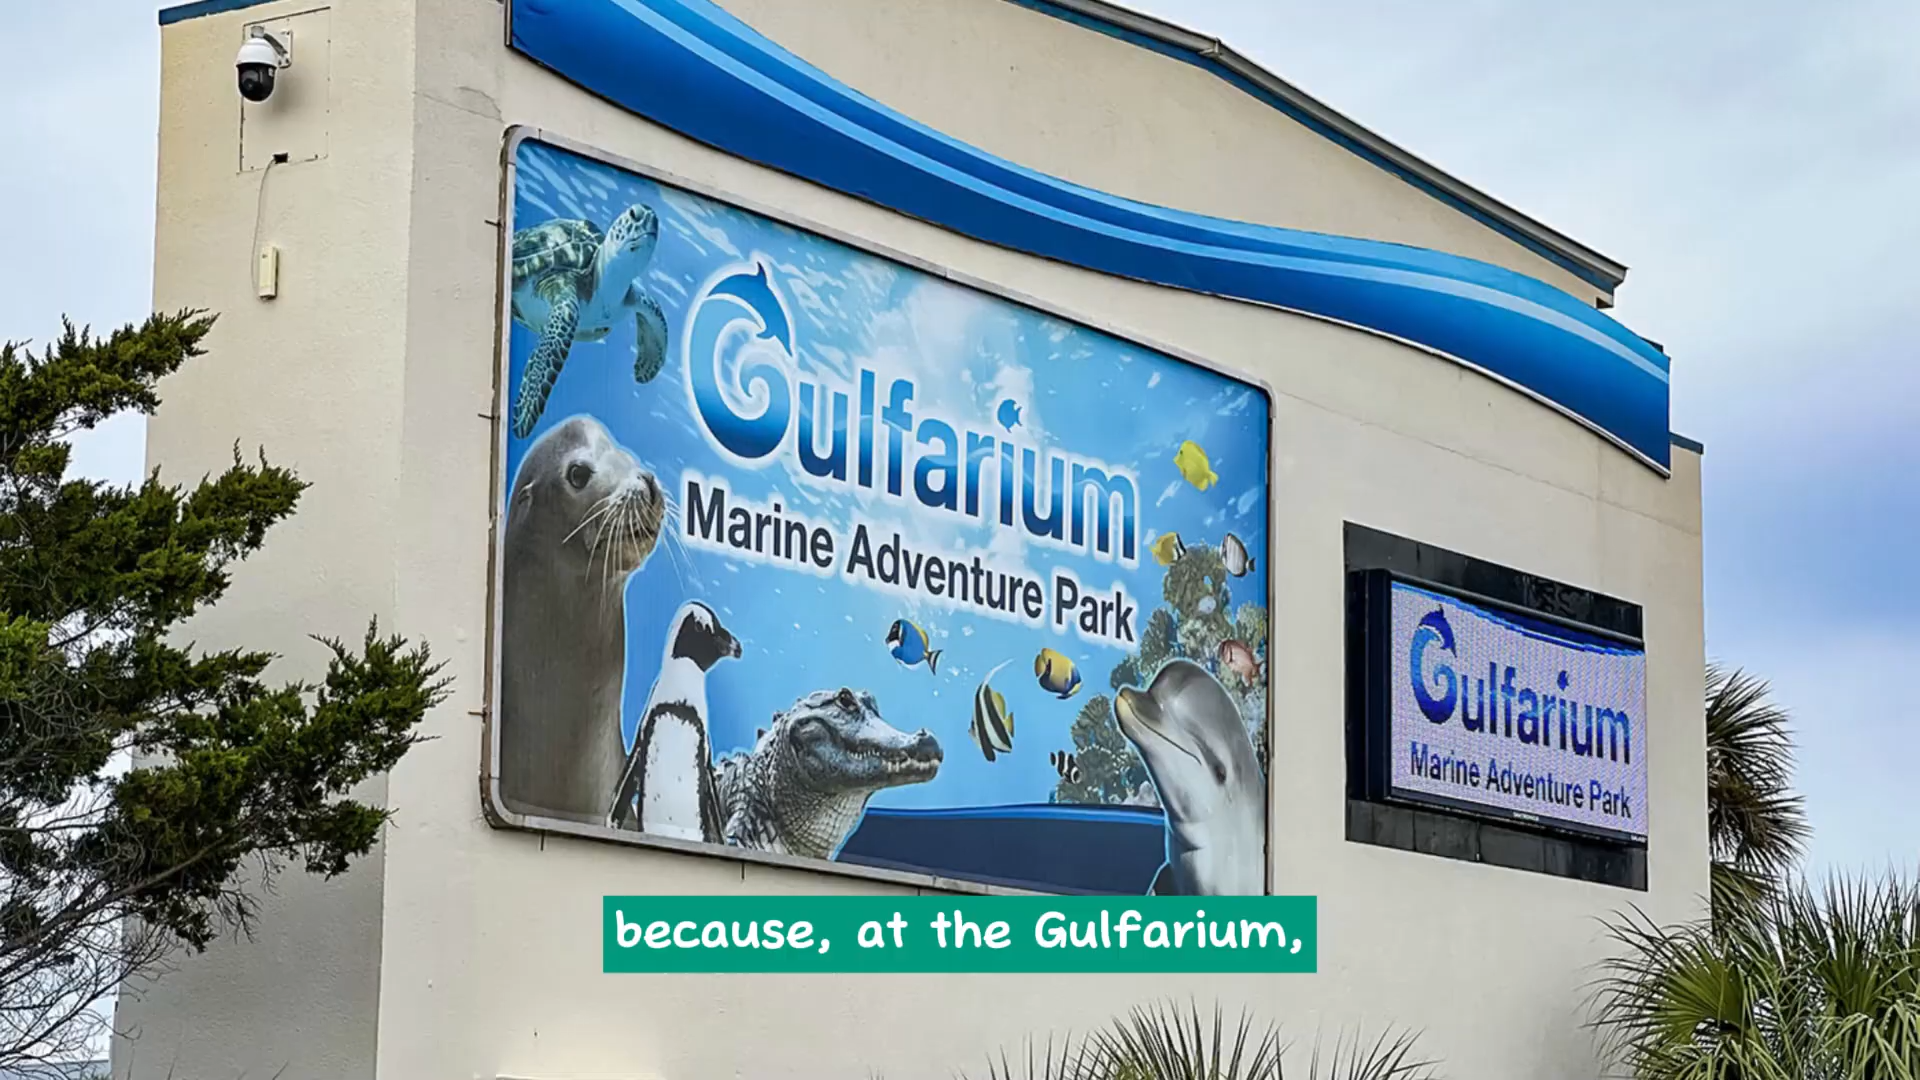 Gulfarium
Marine Adventure Park
Gulfarium
Marine Adventure Park
because, at the Gulfarium,